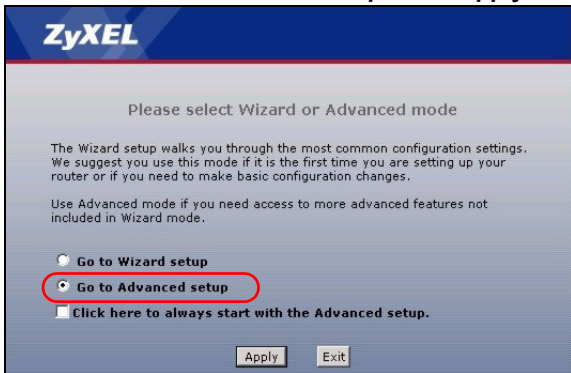 ZyXEL
Please select Wizard or Advanced mode
The Wizard setup walks you through the most common configuration settings.
We suggest you use this mode if it is the first time you are setting up your
router or if you need to make basic configuration changes.
Use Advanced mode if you need access to more advanced features not
included in Wizard mode.
Go to Wizard setup
Go to Advanced setup
Click here to always start with the Advanced setup.
Apply Exit